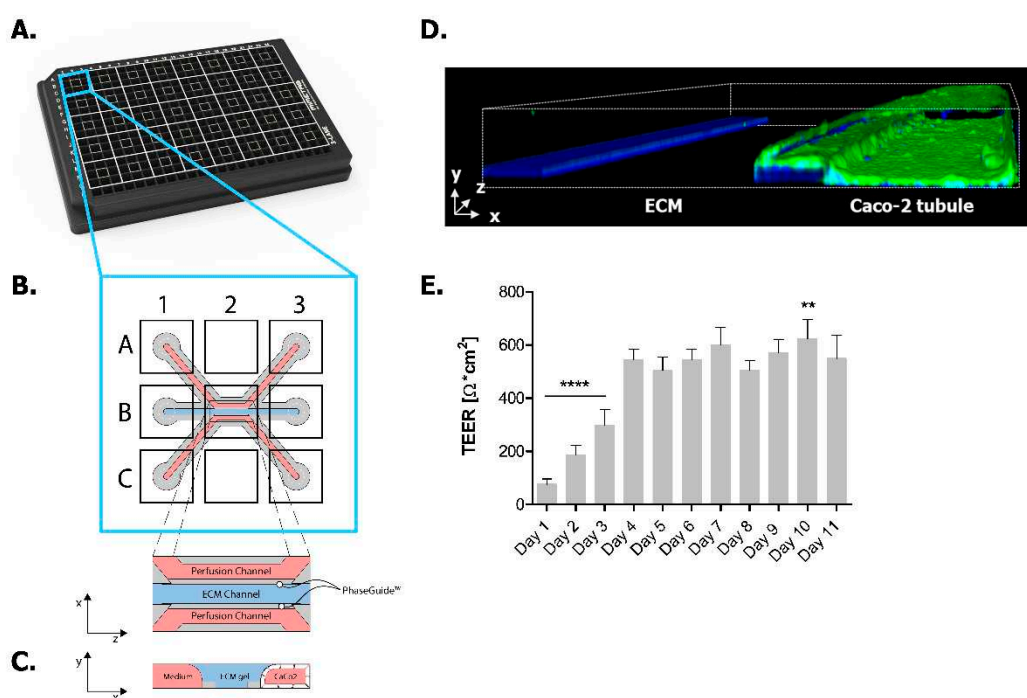 A.
B.
1 2 3
A
B
C
Perfusion Channel
ECM Channel
Perfusion Channel
PhaseGuide™
x
z
C.
y
x
Medium ECM gel CaCo2
D.
y
z
x
ECM Caco-2 tubule
E.
TEER [Ω*cm2]
800
600
400
200
0
****
**
Day 1 Day 2 Day 3 Day 4 Day 5 Day 6 Day 7 Day 8 Day 9 Day 10 Day 11